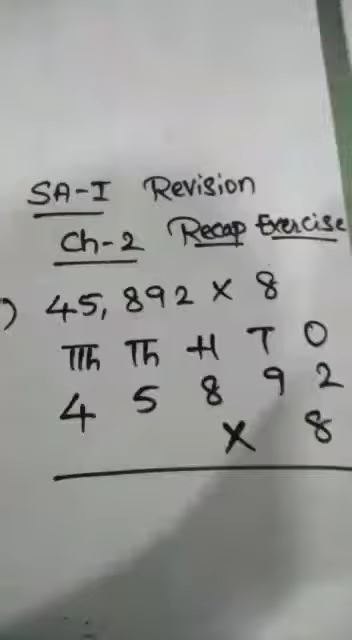 SA-I Revision
Ch-2 Recap Exercise
) 45,892 × 8
TTh Th H T O
4 5 8 9 2
× 8